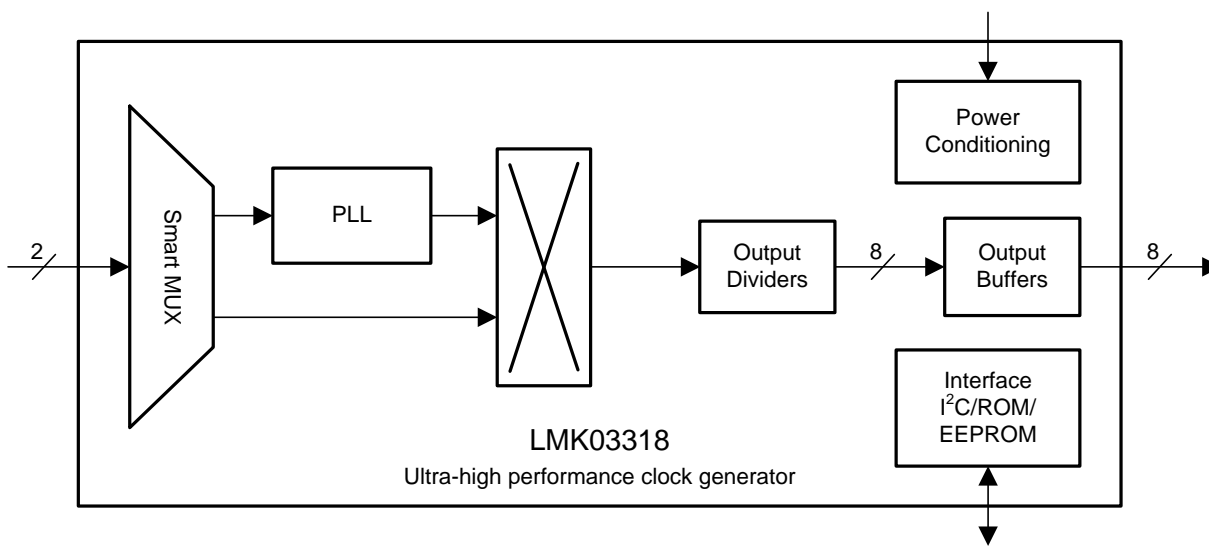 Power
Conditioning
Smart MUX
PLL
2
Output
Dividers
8
Output
Buffers
8
Interface
I²C/ROM/
EEPROM
LMK03318
Ultra-high performance clock generator